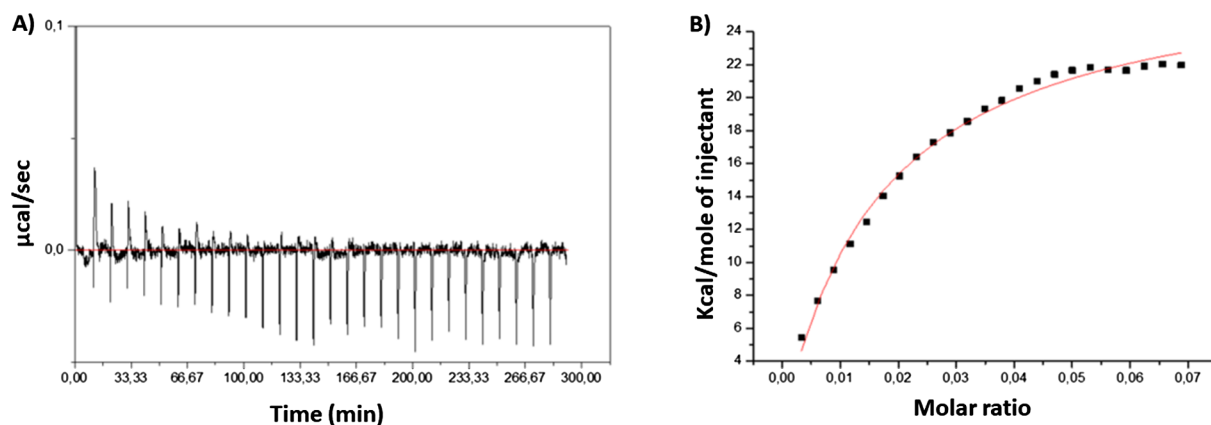 A)
0,1
0,0
µcal/sec
0,00 33,33 66,67 100,00 133,33 166,67 200,00 233,33 266,67 300,00
Time (min)
B)
24
22
20
18
16
14
12
10
8
6
4
Kcal/mole of injectant
0,00 0,01 0,02 0,03 0,04 0,05 0,06 0,07
Molar ratio